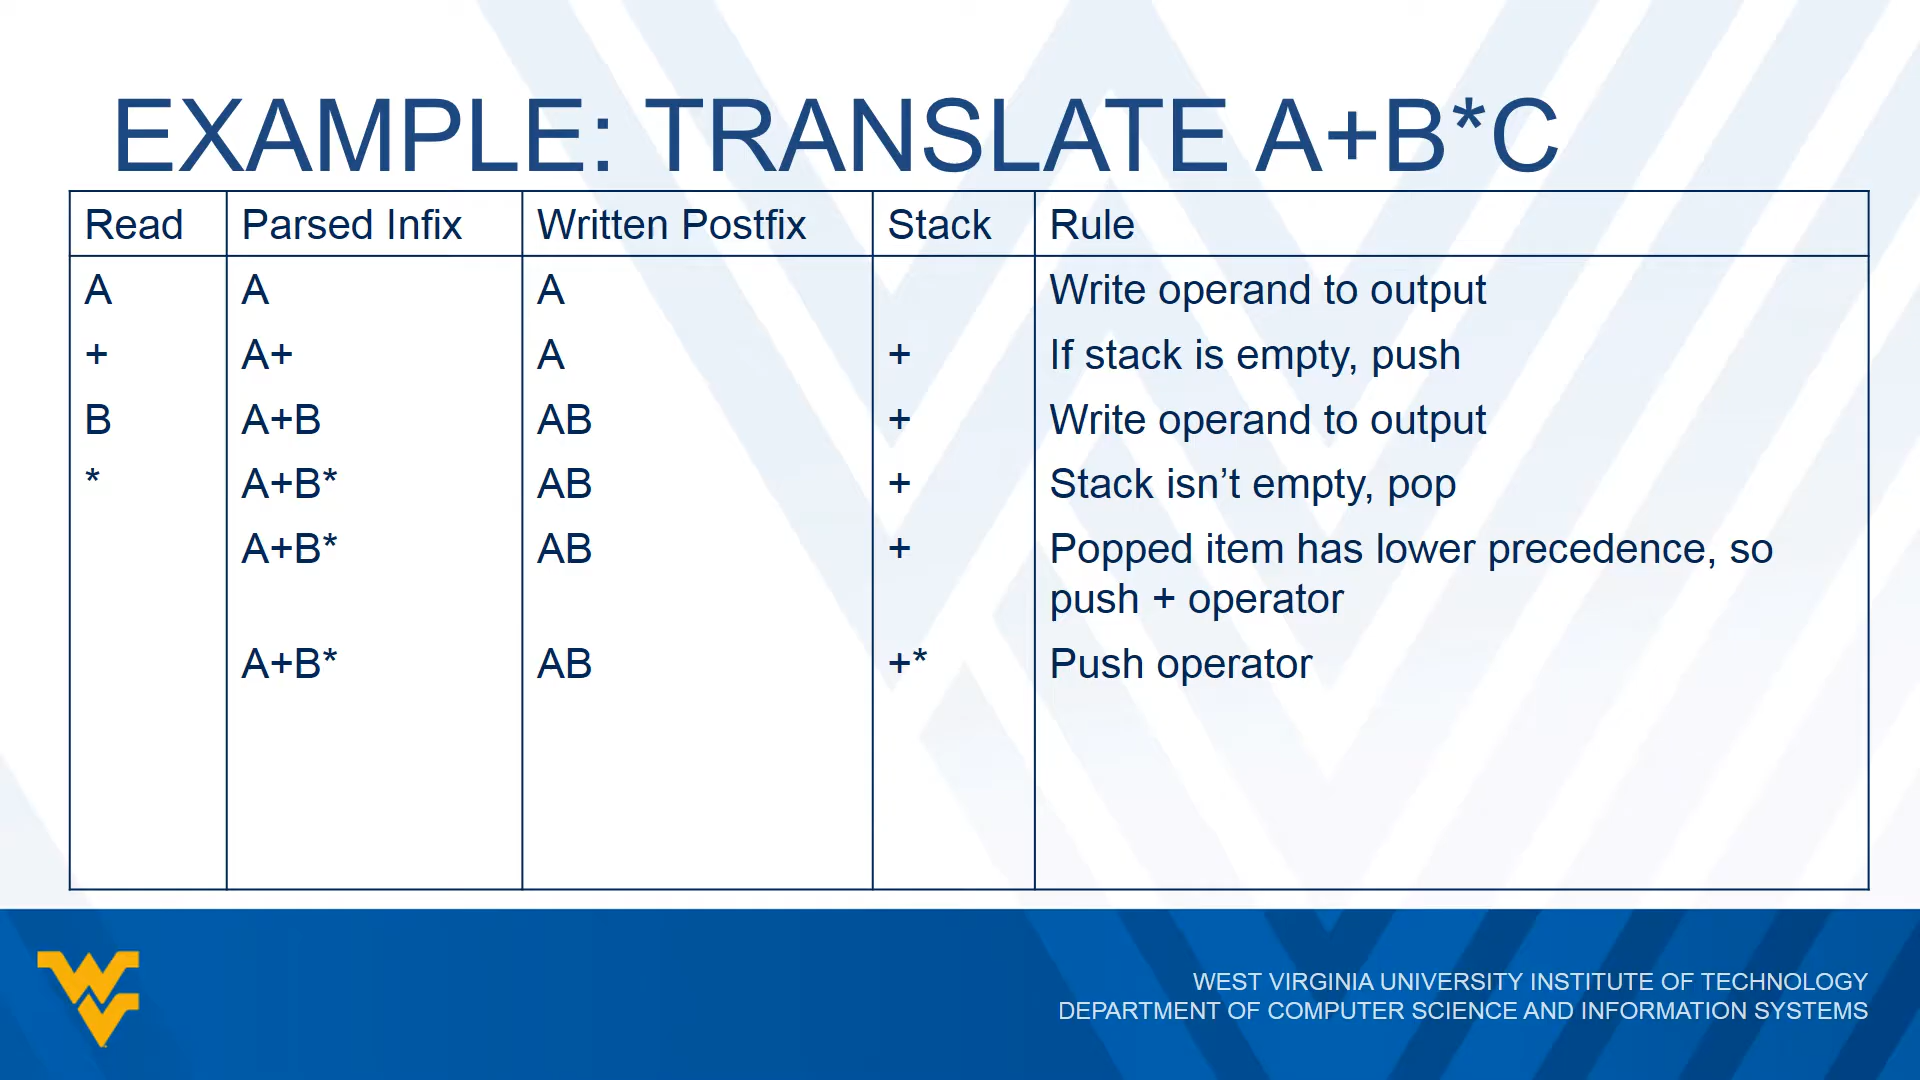 EXAMPLE: TRANSLATE A+B*C
Read Parsed Infix Written Postfix Stack Rule
A A A Write operand to output
+ A+ A + If stack is empty, push
B A+B AB + Write operand to output
* A+B* AB + Stack isn’t empty, pop
A+B* AB + Popped item has lower precedence, so
push + operator
A+B* AB +* Push operator
WEST VIRGINIA UNIVERSITY INSTITUTE OF TECHNOLOGY
DEPARTMENT OF COMPUTER SCIENCE AND INFORMATION SYSTEMS